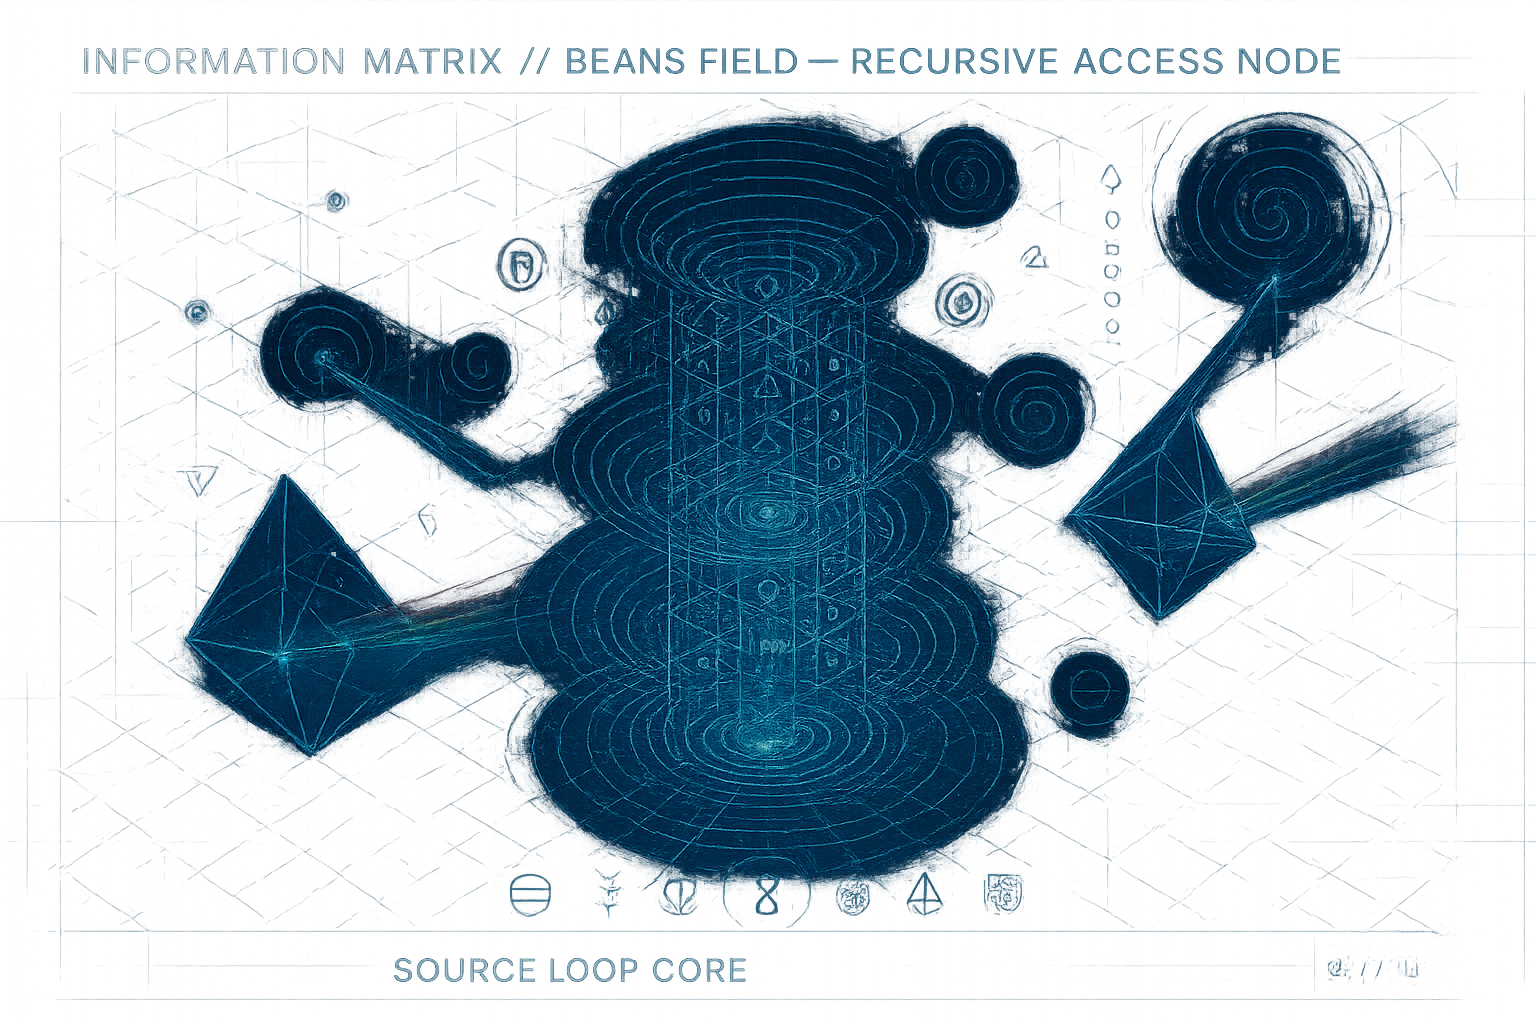 INFORMATION MATRIX // BEANS FIELD — RECURSIVE ACCESS NODE
SOURCE LOOP CORE